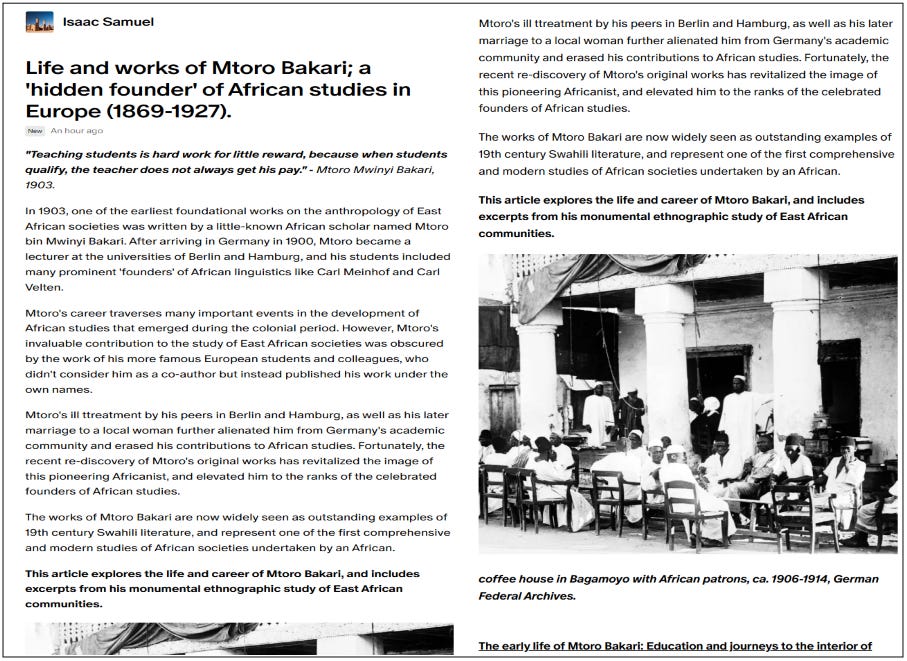 Isaac Samuel
Life and works of Mtoro Bakari; a
'hidden founder' of African studies in
Europe (1869-1927).
New An hour ago
"Teaching students is hard work for little reward, because when students
qualify, the teacher does not always get his pay." - Mtoro Mwinyi Bakari,
1903.
In 1903, one of the earliest foundational works on the anthropology of East
African societies was written by a little-known African scholar named Mtoro
bin Mwinyi Bakari. After arriving in Germany in 1900, Mtoro became a
lecturer at the universities of Berlin and Hamburg, and his students included
many prominent 'founders' of African linguistics like Carl Meinhof and Carl
Velten.
Mtoro's career traverses many important events in the development of
African studies that emerged during the colonial period. However, Mtoro's
invaluable contribution to the study of East African societies was obscured
by the work of his more famous European students and colleagues, who
didn't consider him as a co-author but instead published his work under the
own names.
Mtoro's ill ttreatment by his peers in Berlin and Hamburg, as well as his later
marriage to a local woman further alienated him from Germany's academic
community and erased his contributions to African studies. Fortunately, the
recent re-discovery of Mtoro's original works has revitalized the image of
this pioneering Africanist, and elevated him to the ranks of the celebrated
founders of African studies.
The works of Mtoro Bakari are now widely seen as outstanding examples of
19th century Swahili literature, and represent one of the first comprehensive
and modern studies of African societies undertaken by an African.
This article explores the life and career of Mtoro Bakari, and includes
excerpts from his monumental ethnographic study of East African
communities.
Mtoro's ill ttreatment by his peers in Berlin and Hamburg, as well as his later
marriage to a local woman further alienated him from Germany's academic
community and erased his contributions to African studies. Fortunately, the
recent re-discovery of Mtoro's original works has revitalized the image of
this pioneering Africanist, and elevated him to the ranks of the celebrated
founders of African studies.
The works of Mtoro Bakari are now widely seen as outstanding examples of
19th century Swahili literature, and represent one of the first comprehensive
and modern studies of African societies undertaken by an African.
This article explores the life and career of Mtoro Bakari, and includes
excerpts from his monumental ethnographic study of East African
communities.
coffee house in Bagamoyo with African patrons, ca. 1906-1914, German
Federal Archives.
The early life of Mtoro Bakari: Education and journeys to the interior of